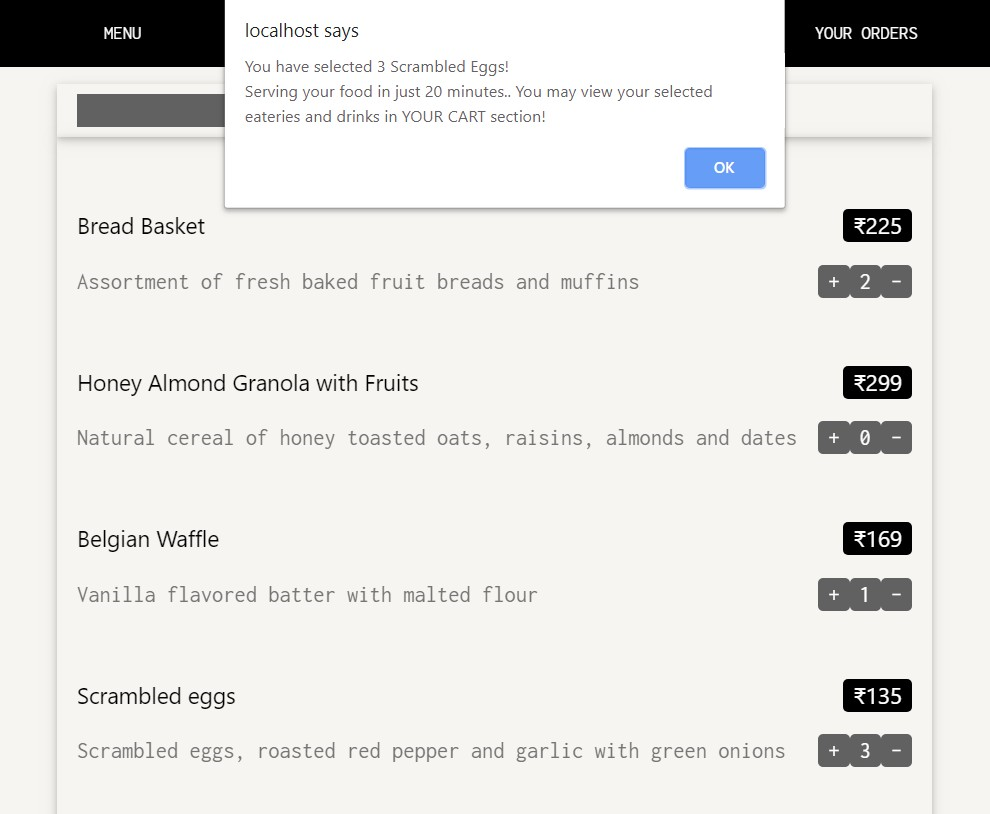 MENU
YOUR ORDERS
localhost says
You have selected 3 Scrambled Eggs!
Serving your food in just 20 minutes.. You may view your selected
eateries and drinks in YOUR CART section!
OK
Bread Basket ₹225
Assortment of fresh baked fruit breads and muffins + 2 −
Honey Almond Granola with Fruits ₹299
Natural cereal of honey toasted oats, raisins, almonds and dates + 0 −
Belgian Waffle ₹169
Vanilla flavored batter with malted flour + 1 −
Scrambled eggs ₹135
Scrambled eggs, roasted red pepper and garlic with green onions + 3 −